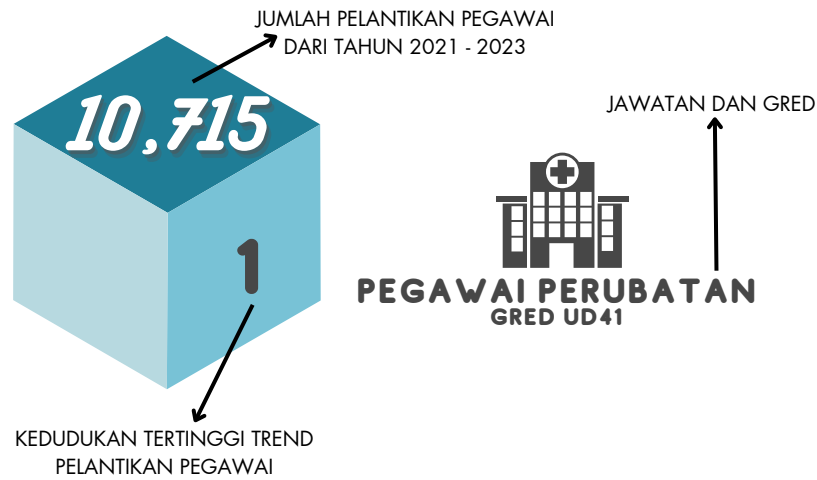 JUMLAH PELANTIKAN PEGAWAI
DARI TAHUN 2021 - 2023
10,715
JAWATAN DAN GRED
1
PEGAWAI PERUBATAN
GRED UD41
KEDUDUKAN TERTINGGI TREND
PELANTIKAN PEGAWAI